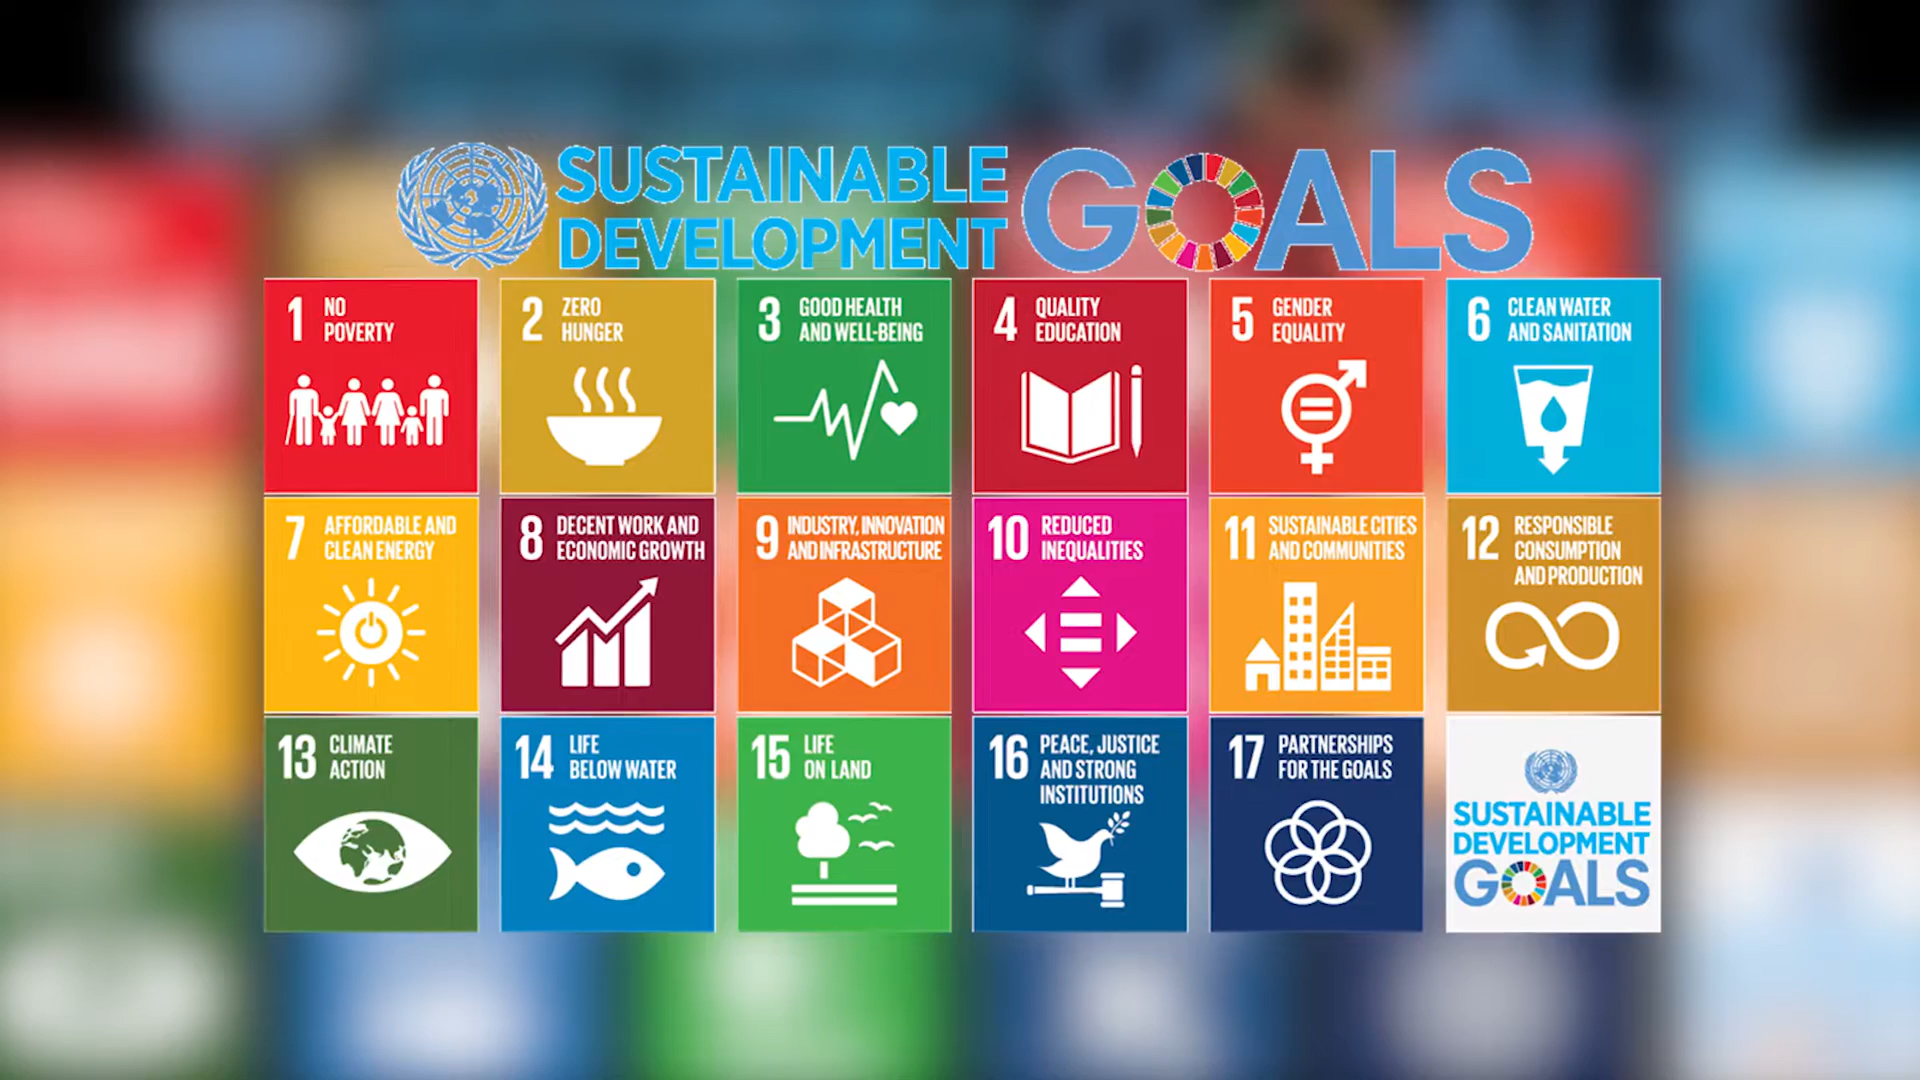 SUSTAINABLE
DEVELOPMENT
GOALS
1 NO
POVERTY
2 ZERO
HUNGER
3 GOOD HEALTH
AND WELL-BEING
4 QUALITY
EDUCATION
5 GENDER
EQUALITY
6 CLEAN WATER
AND SANITATION
7 AFFORDABLE AND
CLEAN ENERGY
8 DECENT WORK AND
ECONOMIC GROWTH
9 INDUSTRY, INNOVATION
AND INFRASTRUCTURE
10 REDUCED
INEQUALITIES
11 SUSTAINABLE CITIES
AND COMMUNITIES
12 RESPONSIBLE
CONSUMPTION
AND PRODUCTION
13 CLIMATE
ACTION
14 LIFE
BELOW WATER
15 LIFE
ON LAND
16 PEACE, JUSTICE
AND STRONG
INSTITUTIONS
17 PARTNERSHIPS
FOR THE GOALS
SUSTAINABLE
DEVELOPMENT
GOALS